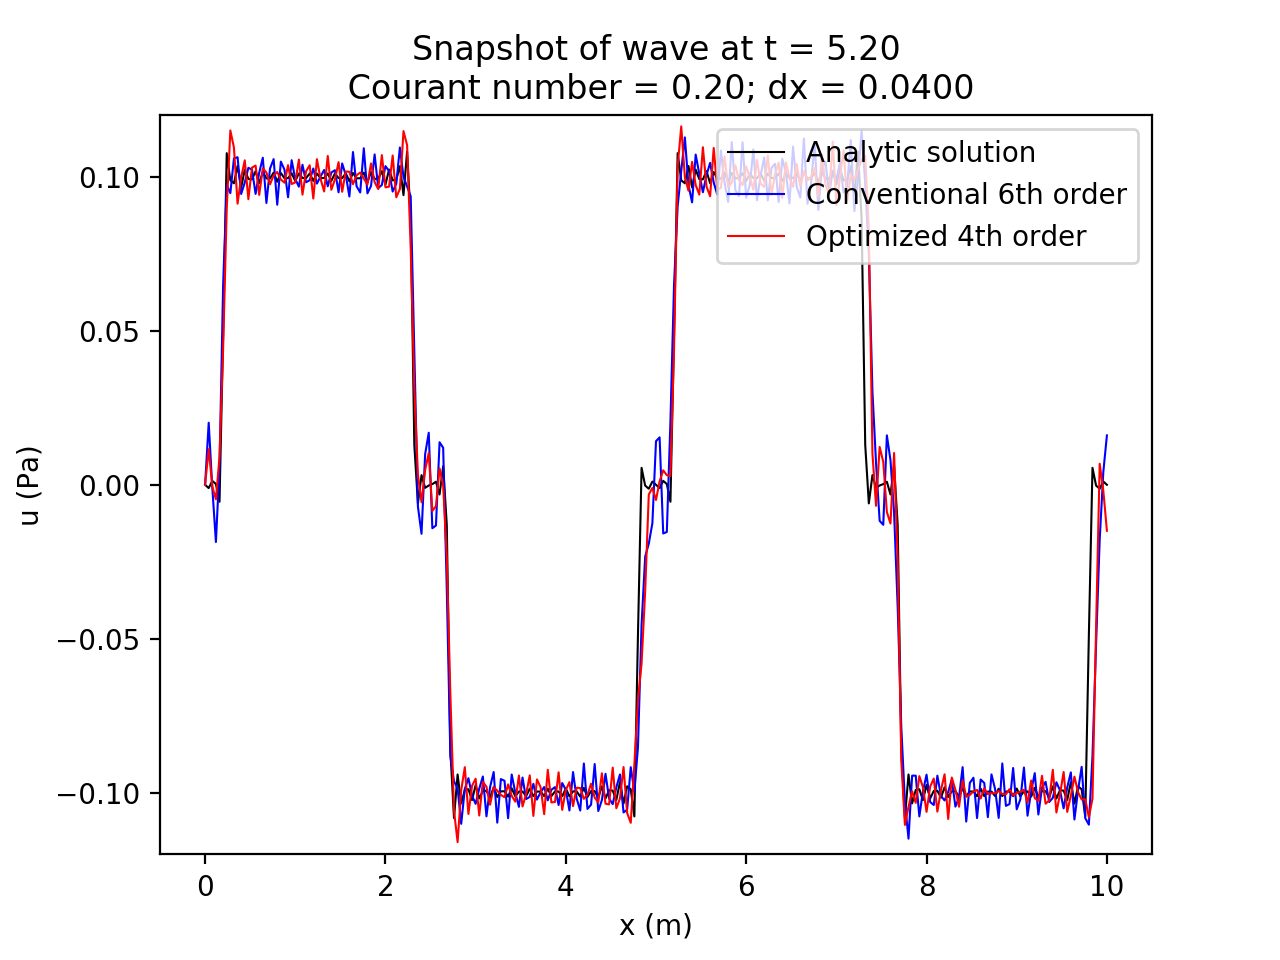 Snapshot of wave at t = 5.20
Courant number = 0.20; dx = 0.0400
Analytic solution
Conventional 6th order
Optimized 4th order
u (Pa)
0.10
0.05
0.00
−0.05
−0.10
0
2
4
6
8
10
x (m)